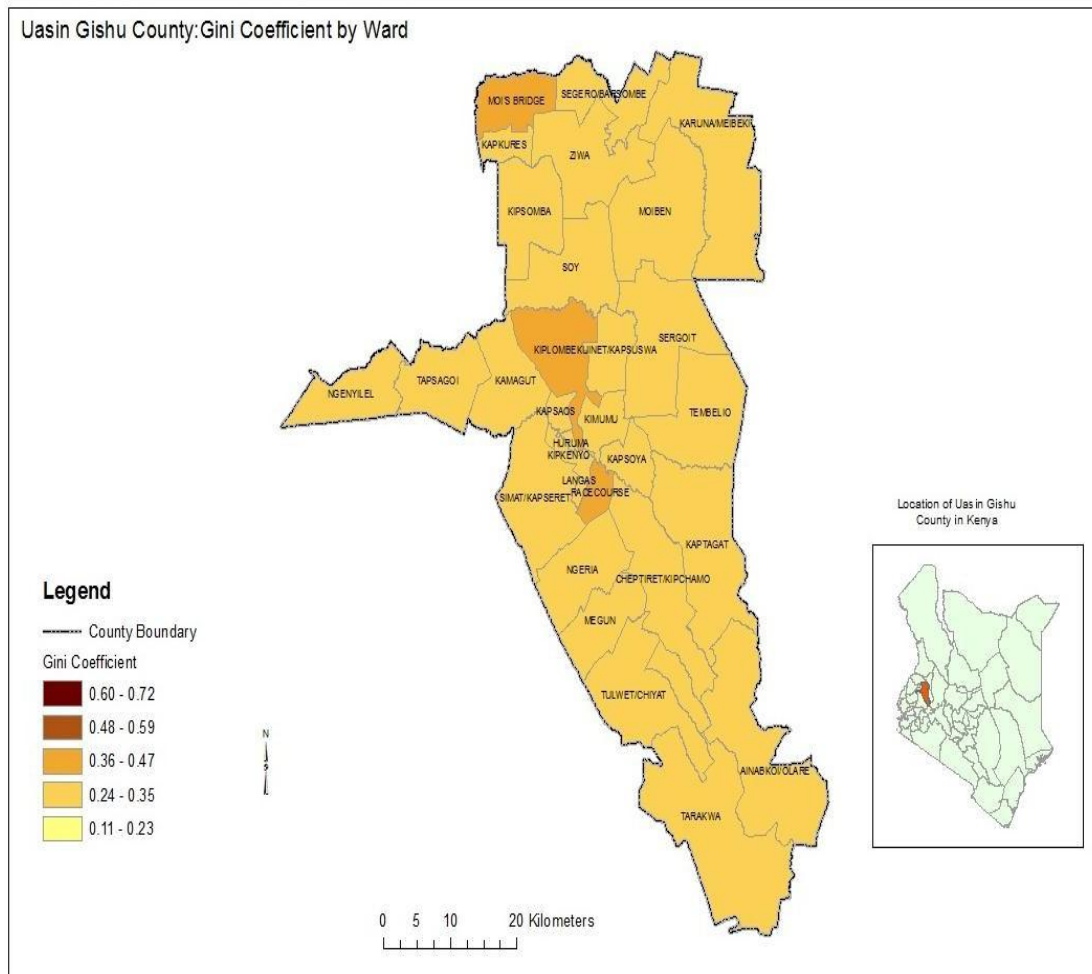 Uasin Gishu County:Gini Coefficient by Ward
MOI'S BRIDGE
SEGERO/BARSOMBE
KARUNA/MEIBEKI
KAPKURES
ZIWA
KIPSOMBA
MOIBEN
SOY
SERGOIT
KIPLOMBE
KUINET/KAPSUSWA
NGENYILEL
TAPSAGOI
KAMAGUT
TEMBELIO
KAPSAOS
KIMUMU
HURUMA
KIPKENYO
KAPSOYA
LANGAS
SIMAT/KAPSERET
RACECOURSE
KAPTAGAT
NGERIA
CHEPTIRET/KIPCHAMO
MEGUN
TULWET/CHIYAT
AINABKOI/OLARE
TARAKWA
Location of Uasin Gishu
County in Kenya
Legend
County Boundary
Gini Coefficient
0.60 - 0.72
0.48 - 0.59
0.36 - 0.47
0.24 - 0.35
0.11 - 0.23
N
0 5 10 20 Kilometers